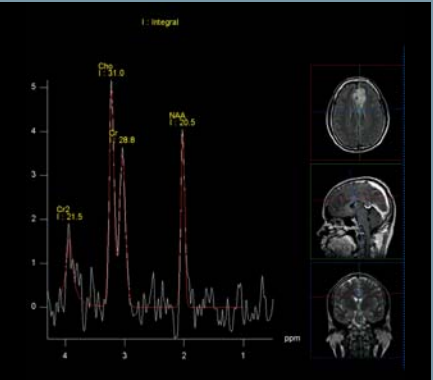 I : Integral
Cho
I : 31.0
Cr
28.8
NAA
I : 20.5
Cr2
I : 21.5
5
4
3
2
1
0
4
3
2
1
ppm